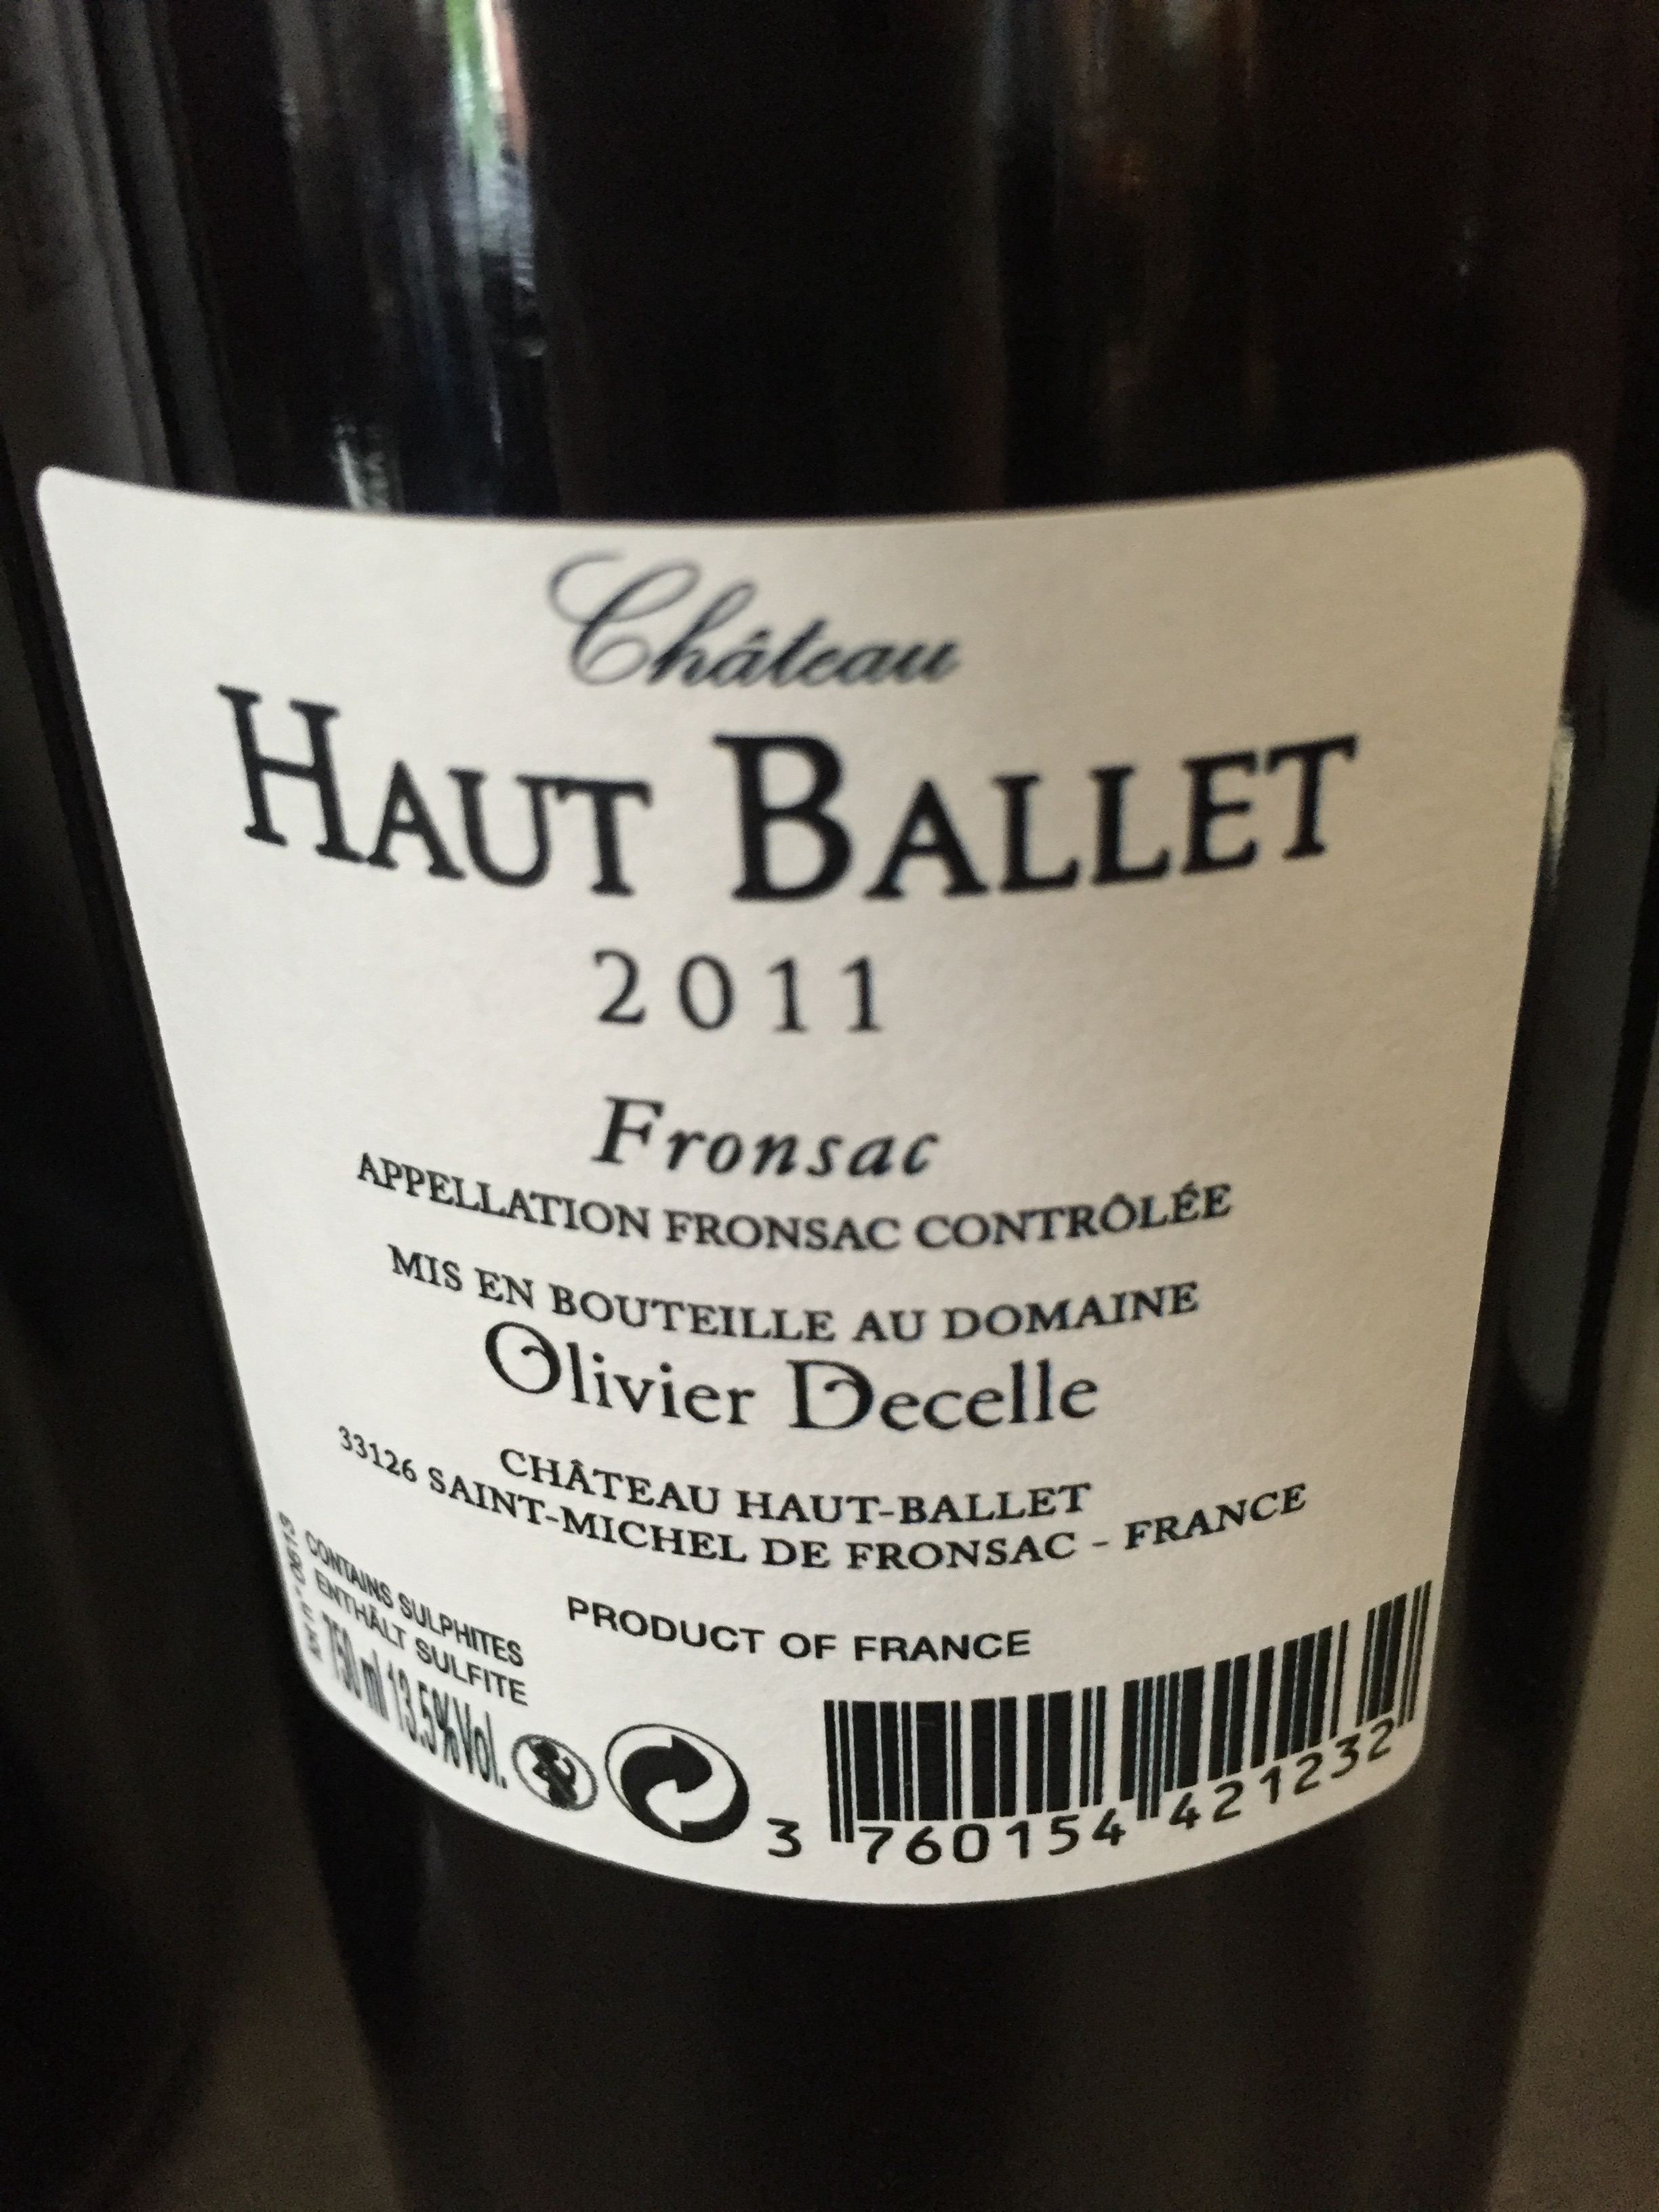 Château
HAUT BALLET
2011
Fronsac
APPELLATION FRONSAC CONTRÔLÉE
MIS EN BOUTEILLE AU DOMAINE
Olivier Decelle
CHÂTEAU HAUT-BALLET
33126 SAINT-MICHEL DE FRONSAC - FRANCE
PRODUCT OF FRANCE
CONTAINS SULPHITES
ENTHÄLT SULFITE
750 ml 13.5%Vol.
3 760154 421232